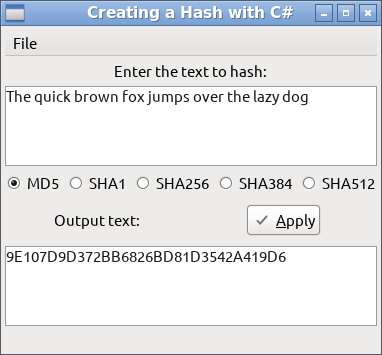 Creating a Hash with C#
File
Enter the text to hash:
The quick brown fox jumps over the lazy dog
MD5 SHA1 SHA256 SHA384 SHA512
Output text: Apply
9E107D9D372BB6826BD81D3542A419D6